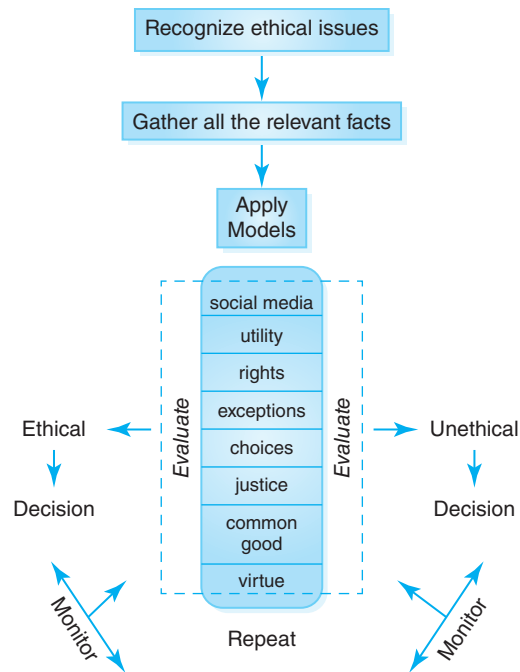 Recognize ethical issues
Gather all the relevant facts
Apply
Models
social media
utility
rights
exceptions
choices
justice
common
good
virtue
Evaluate
Evaluate
Ethical
Decision
Monitor
Unethical
Decision
Monitor
Repeat